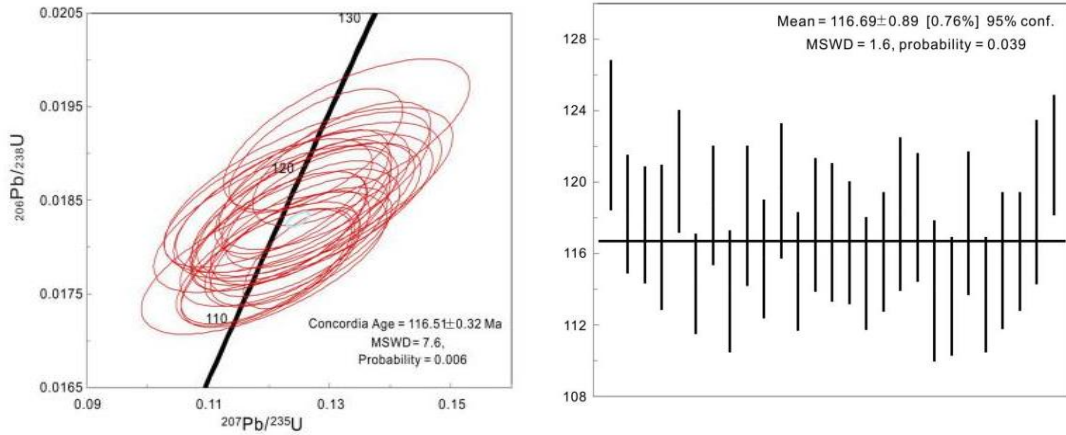 0.0205
0.0195
0.0185
0.0175
0.0165
206Pb/238U
130
120
110
Concordia Age = 116.51±0.32 Ma
MSWD = 7.6,
Probability = 0.006
0.09
0.11
0.13
0.15
207Pb/235U
Mean = 116.69±0.89 [0.76%] 95% conf.
MSWD = 1.6, probability = 0.039
128
124
120
116
112
108